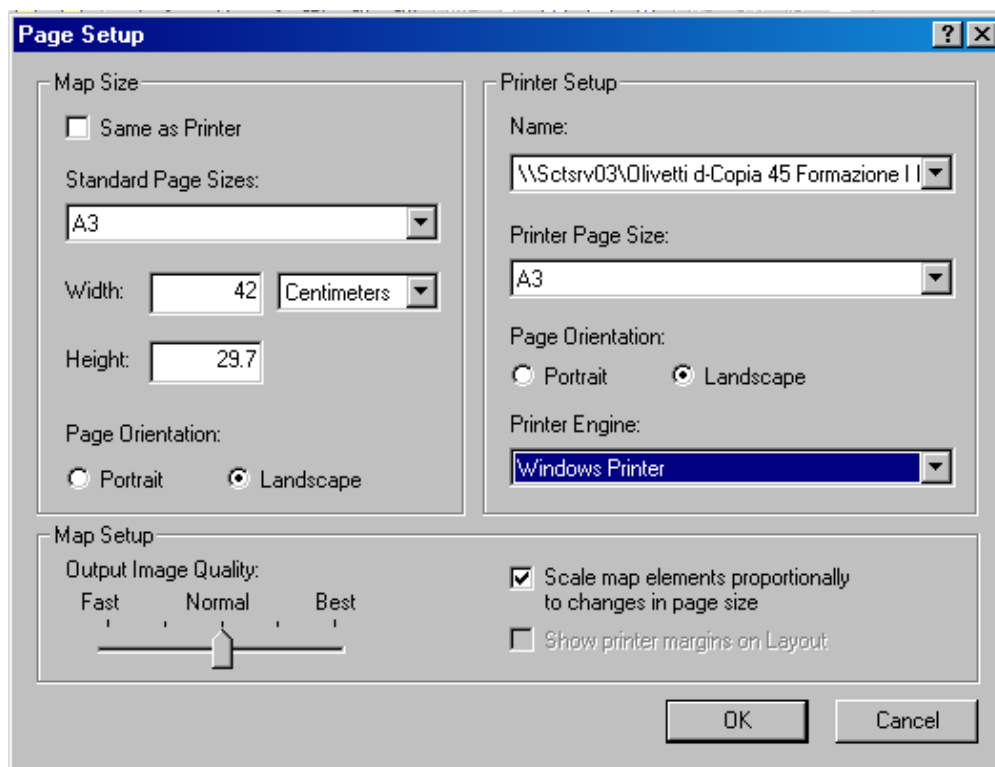 Page Setup
Map Size
Same as Printer
Standard Page Sizes:
A3
Width: 42 Centimeters
Height: 29.7
Page Orientation:
Portrait Landscape
Printer Setup
Name:
\\Sctsrv03\Olivetti d-Copia 45 Formazione I
Printer Page Size:
A3
Page Orientation:
Portrait Landscape
Printer Engine:
Windows Printer
Map Setup
Output Image Quality:
Fast Normal Best
Scale map elements proportionally
to changes in page size
Show printer margins on Layout
OK Cancel